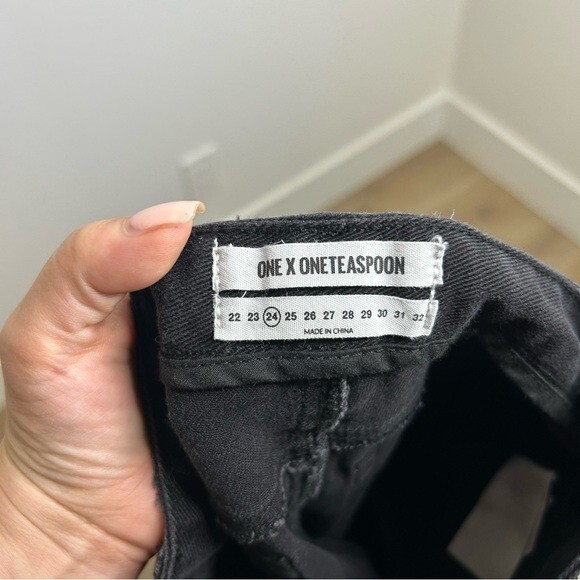 ONE X ONETEASPOON
22 23 24 25 26 27 28 29 30 31 32
MADE IN CHINA